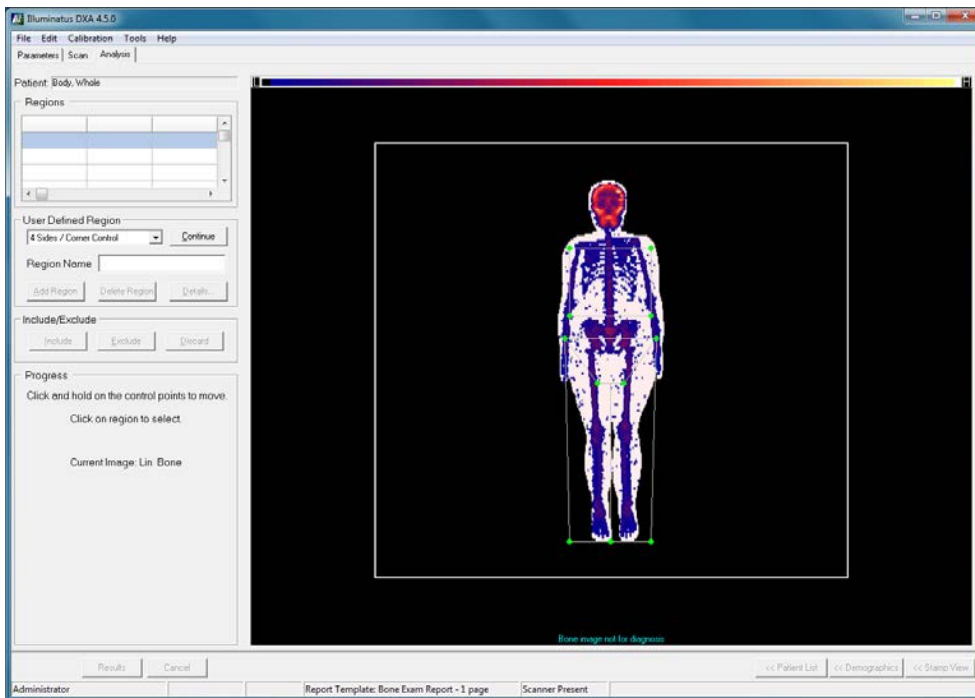 Illuminatus DXA 4.5.0
File Edit Calibration Tools Help
Parameters Scan Analysis
Patient: Body, Whole
L H
Regions
User Defined Region
4 Sides / Corner Control Continue
Region Name
Add Region Delete Region Details...
Include/Exclude
Include Exclude Discard
Progress
Click and hold on the control points to move.
Click on region to select.
Current Image: Lin Bone
Bone image not for diagnosis
Results Cancel << Patient List << Demographics << Stamp View
Administrator Report Template: Bone Exam Report - 1 page Scanner Present